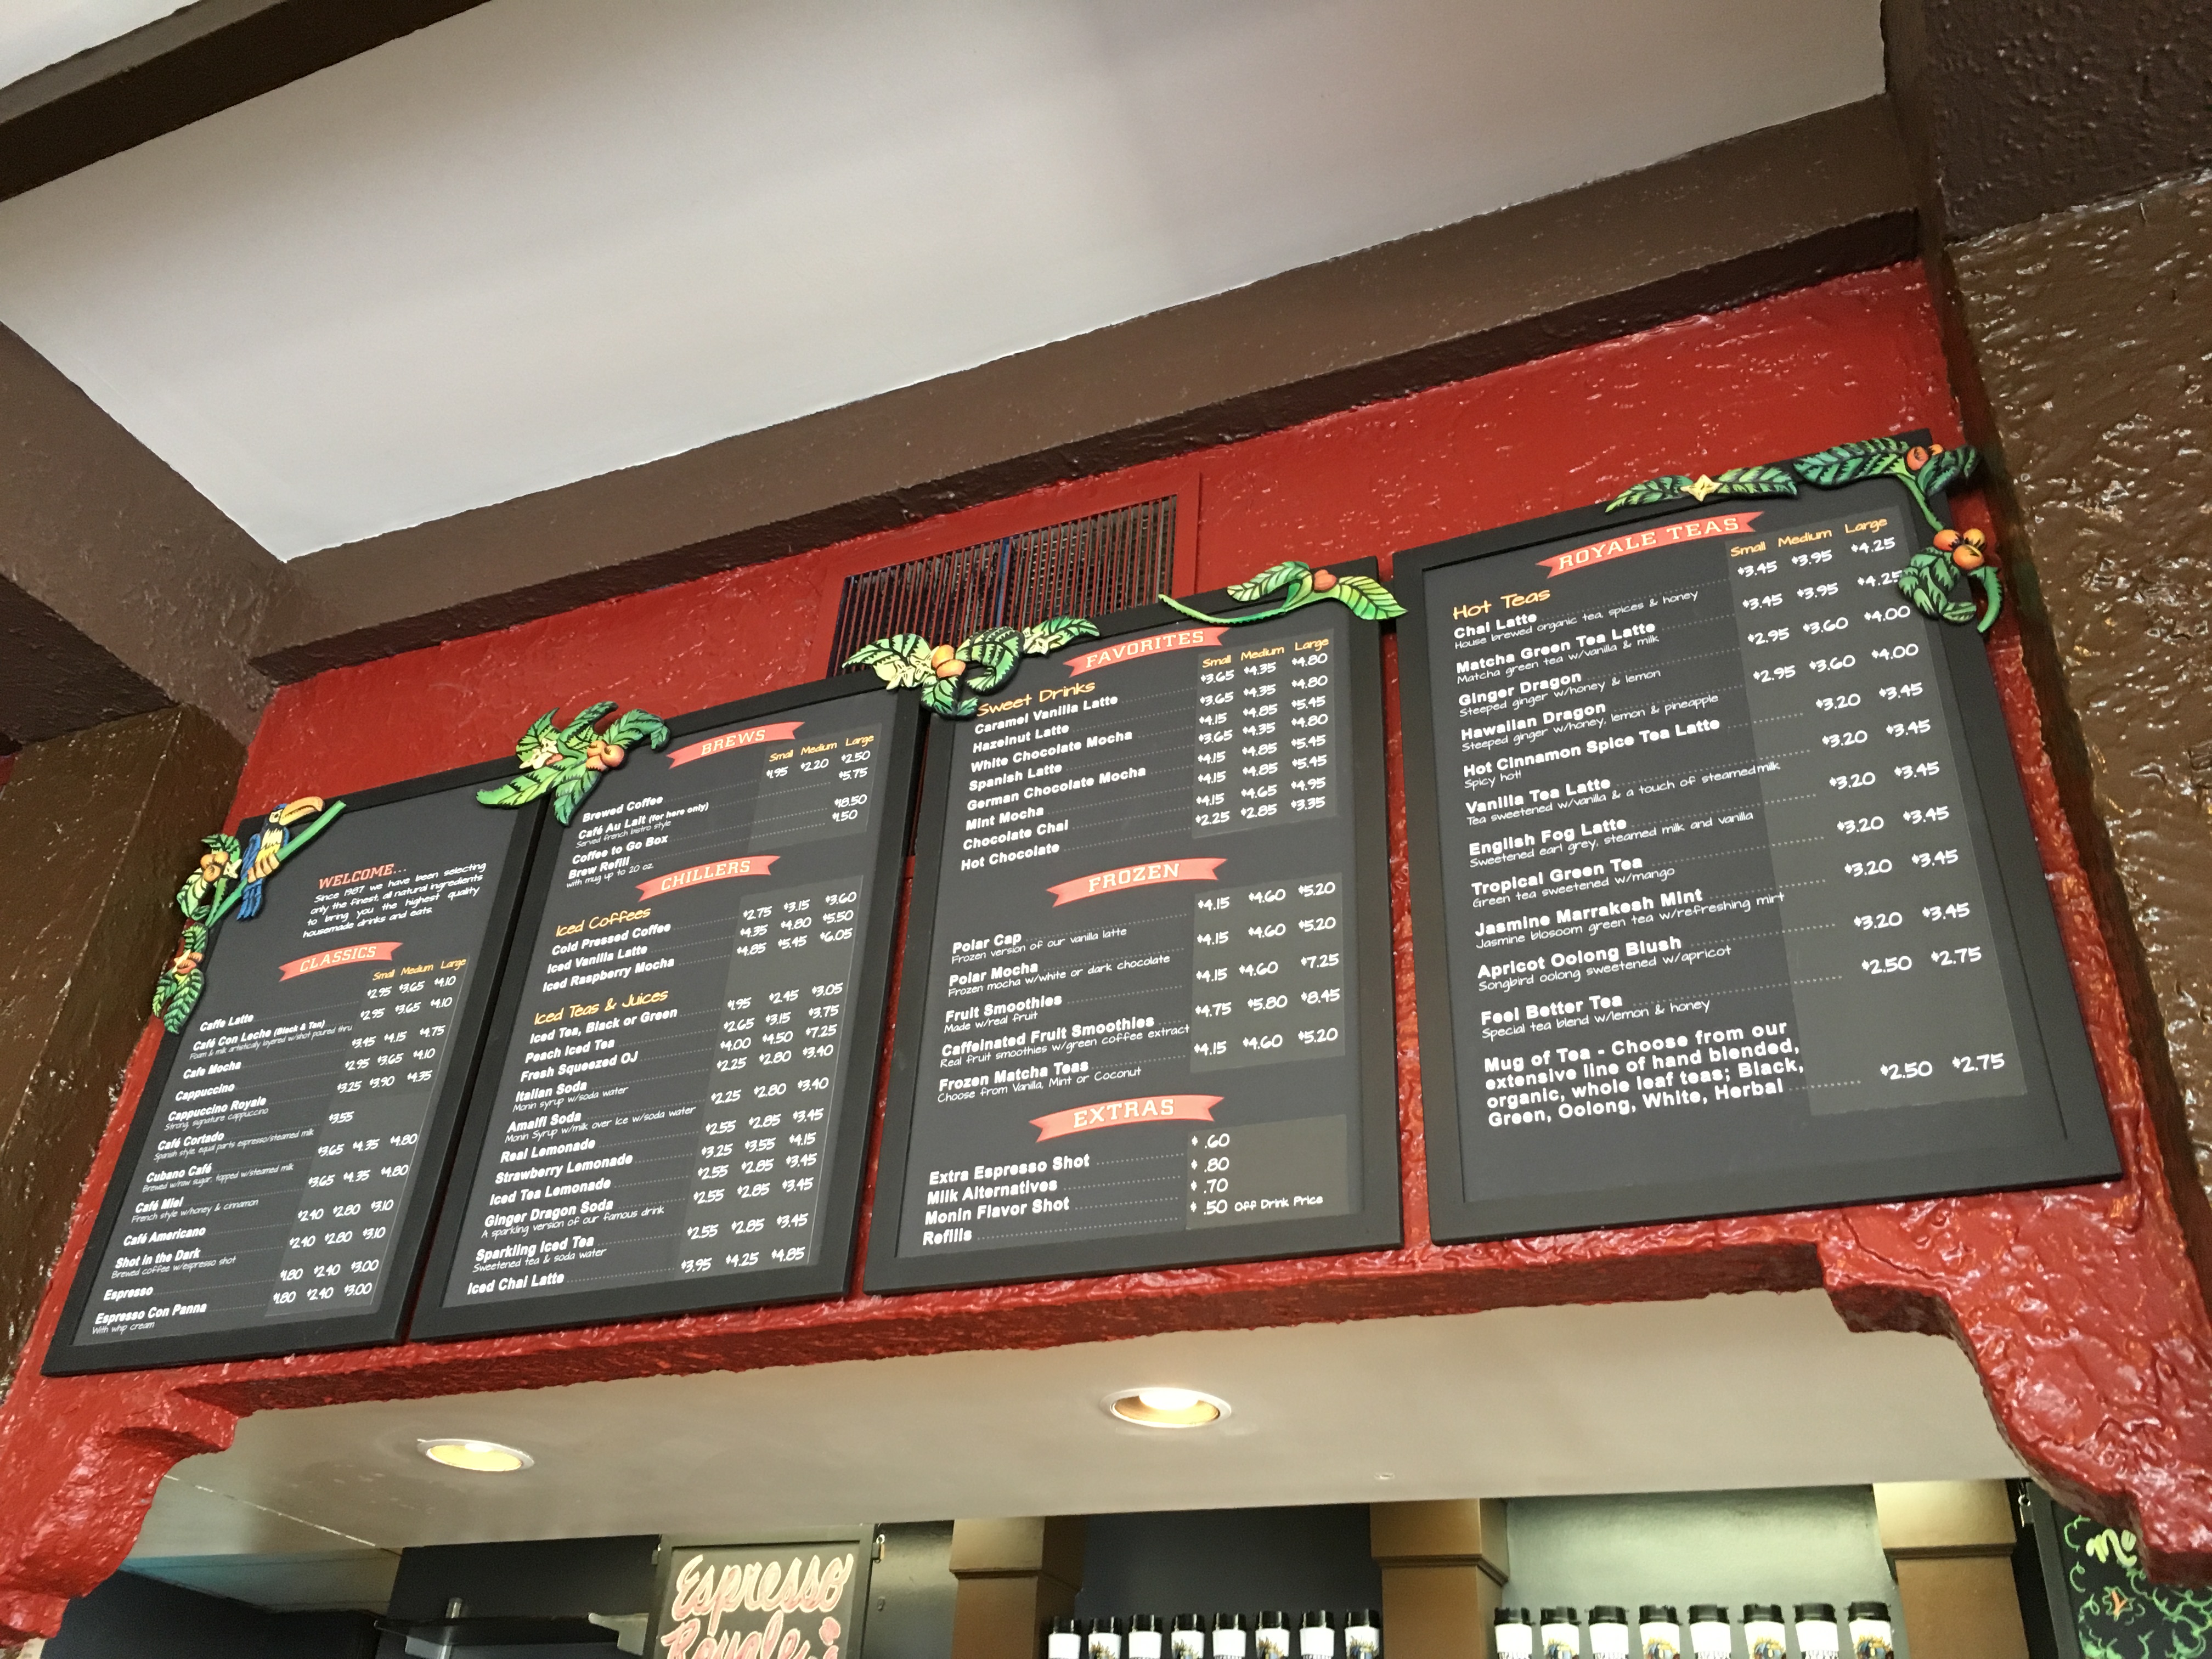 WELCOME...
Since 1987 we have been selecting
only the finest, all natural ingredients
to bring you the highest quality
housemade drinks and eats.
CLASSICS
Small Medium Large
Caffe Latte $2.95 $3.65 $4.10
Café Con Leche (Black & Tan) $2.95 $3.65 $4.10
Foam & milk artistically layered w/shot poured thru
Cafe Mocha $3.45 $4.15 $4.75
Cappuccino $2.95 $3.65 $4.10
Cappuccino Royale $3.25 $3.90 $4.35
Strong, signature cappuccino
Café Cortado $3.55
Spanish style, equal parts espresso/steamed milk
Cubano Café $3.65 $4.35 $4.80
Brewed w/raw sugar, topped w/steamed milk
Café Miel $3.65 $4.35 $4.80
French style w/honey & cinnamon
Café Americano $2.40 $2.80 $3.10
Shot in the Dark $2.40 $2.80 $3.10
Brewed coffee w/espresso shot
Espresso $1.80 $2.40 $3.00
Espresso Con Panna $1.80 $2.40 $3.00
With whip cream
BREWS
Small Medium Large
Brewed Coffee $1.95 $2.20 $2.50
Café Au Lait (for here only) $5.75
Served french bistro style
Coffee to Go Box $18.50
Brew Refill $1.50
with mug up to 20 oz.
CHILLERS
Iced Coffees
Cold Pressed Coffee $2.75 $3.15 $3.60
Iced Vanilla Latte $4.35 $4.80 $5.50
Iced Raspberry Mocha $4.85 $5.45 $6.05
Iced Teas & Juices
Iced Tea, Black or Green $1.95 $2.45 $3.05
Peach Iced Tea $2.65 $3.15 $3.75
Fresh Squeezed OJ $4.00 $4.50 $7.25
Italian Soda $2.25 $2.80 $3.40
Monin syrup w/soda water
Amalfi Soda $2.25 $2.80 $3.40
Monin Syrup w/milk over ice w/soda water
Real Lemonade $2.55 $2.85 $3.45
Strawberry Lemonade $3.25 $3.55 $4.15
Iced Tea Lemonade $2.55 $2.85 $3.45
Ginger Dragon Soda $2.55 $2.85 $3.45
A sparkling version of our famous drink
Sparkling Iced Tea $2.55 $2.85 $3.45
Sweetened tea & soda water
Iced Chai Latte $3.95 $4.25 $4.85
FAVORITES
Small Medium Large
Sweet Drinks
Caramel Vanilla Latte $3.65 $4.35 $4.80
Hazelnut Latte $3.65 $4.35 $4.80
White Chocolate Mocha $4.15 $4.85 $5.45
Spanish Latte $3.65 $4.35 $4.80
German Chocolate Mocha $4.15 $4.85 $5.45
Mint Mocha $4.15 $4.85 $5.45
Chocolate Chai $4.15 $4.65 $4.95
Hot Chocolate $2.25 $2.85 $3.35
FROZEN
Polar Cap $4.15 $4.60 $5.20
Frozen version of our vanilla latte
Polar Mocha $4.15 $4.60 $5.20
Frozen mocha w/white or dark chocolate
Fruit Smoothies $4.15 $4.60 $7.25
Made w/real fruit
Caffeinated Fruit Smoothies $4.75 $5.80 $8.45
Real fruit smoothies w/green coffee extract
Frozen Matcha Teas $4.15 $4.60 $5.20
Choose from Vanilla, Mint or Coconut
EXTRAS
Extra Espresso Shot $ .60
Milk Alternatives $ .80
Monin Flavor Shot $ .70
Refills $ .50 Off Drink Price
ROYALE TEAS
Small Medium Large
Hot Teas
Chai Latte $3.45 $3.95 $4.25
House brewed organic tea, spices & honey
Matcha Green Tea Latte $3.45 $3.95 $4.25
Matcha green tea w/vanilla & milk
Ginger Dragon $2.95 $3.60 $4.00
Steeped ginger w/honey & lemon
Hawaiian Dragon $2.95 $3.60 $4.00
Steeped ginger w/honey, lemon & pineapple
Hot Cinnamon Spice Tea Latte $3.20 $3.45
Spicy hot!
Vanilla Tea Latte $3.20 $3.45
Tea sweetened w/vanilla & a touch of steamed milk
English Fog Latte $3.20 $3.45
Sweetened earl grey, steamed milk and vanilla
Tropical Green Tea $3.20 $3.45
Green tea sweetened w/mango
Jasmine Marrakesh Mint $3.20 $3.45
Jasmine blosoom green tea w/refreshing mint
Apricot Oolong Blush $3.20 $3.45
Songbird oolong sweetened w/apricot
Feel Better Tea $2.50 $2.75
Special tea blend w/lemon & honey
Mug of Tea - Choose from our
extensive line of hand blended,
organic, whole leaf teas; Black,
Green, Oolong, White, Herbal $2.50 $2.75
Espresso
Royale